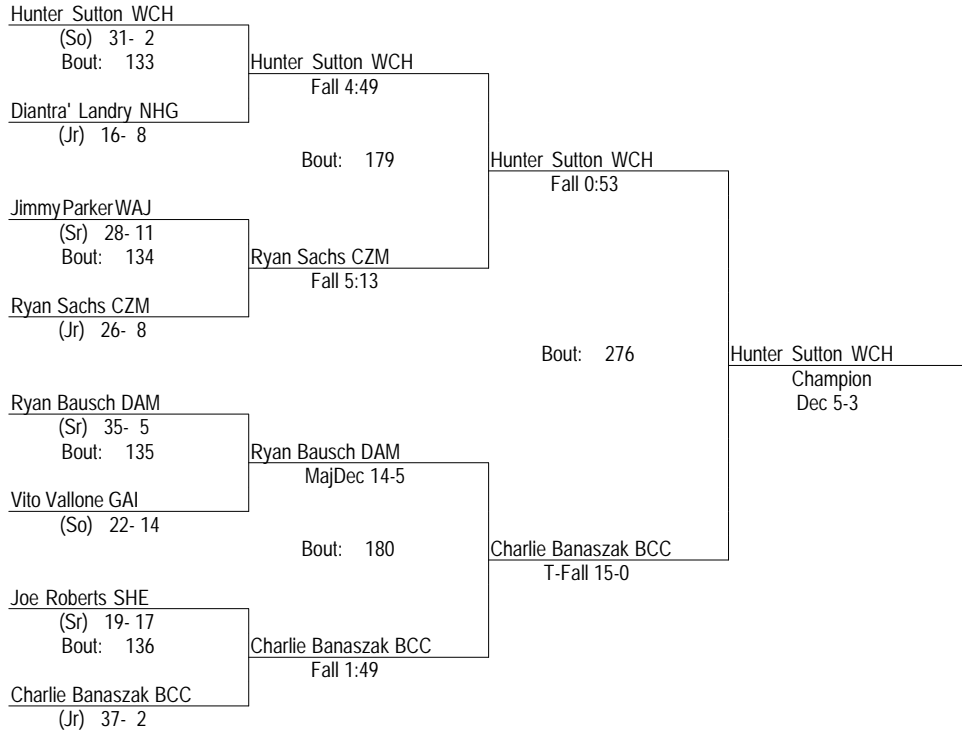 Hunter Sutton WCH
(So) 31- 2
Bout: 133
Hunter Sutton WCH
Fall 4:49
Diantra' Landry NHG
(Jr) 16- 8
Bout: 179
Hunter Sutton WCH
Fall 0:53
Jimmy Parker WAJ
(Sr) 28- 11
Bout: 134
Ryan Sachs CZM
Fall 5:13
Ryan Sachs CZM
(Jr) 26- 8
Bout: 276
Hunter Sutton WCH
Champion
Dec 5-3
Ryan Bausch DAM
(Sr) 35- 5
Bout: 135
Ryan Bausch DAM
MajDec 14-5
Vito Vallone GAI
(So) 22- 14
Bout: 180
Charlie Banaszak BCC
T-Fall 15-0
Joe Roberts SHE
(Sr) 19- 17
Bout: 136
Charlie Banaszak BCC
Fall 1:49
Charlie Banaszak BCC
(Jr) 37- 2